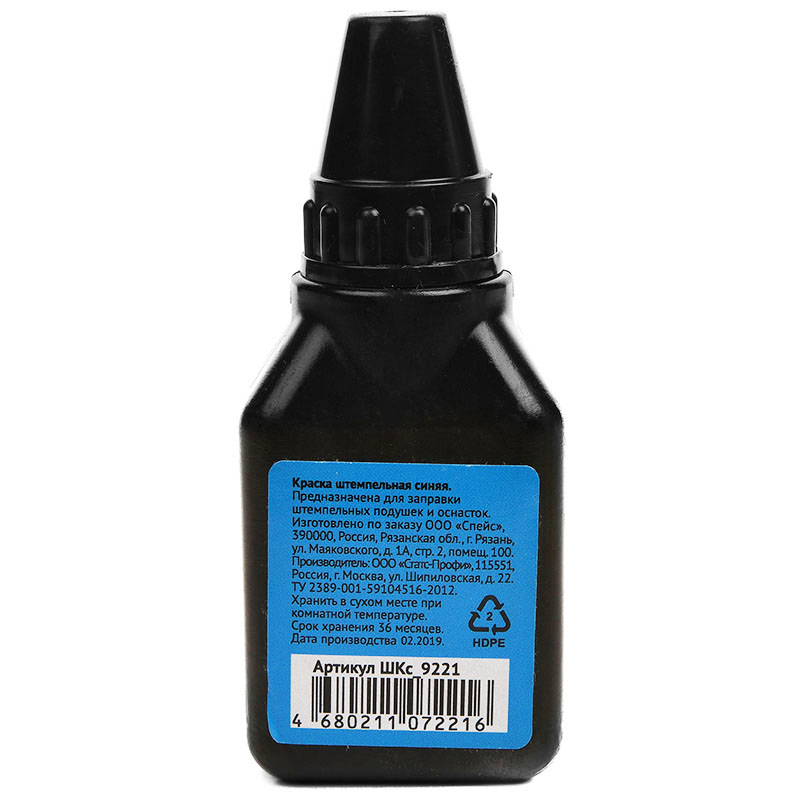 Краска штемпельная синяя.
Предназначена для заправки
штемпельных подушек и оснасток.
Изготовлено по заказу ООО «Спейс»,
390000, Россия, Рязанская обл., г. Рязань,
ул. Маяковского, д. 1А, стр. 2, помещ. 100.
Производитель: ООО «Статс-Профи», 115551,
Россия, г. Москва, ул. Шипиловская, д. 22.
ТУ 2389-001-59104516-2012.
Хранить в сухом месте при
комнатной температуре.
Срок хранения 36 месяцев.
Дата производства 02.2019.
2
HDPE
Артикул ШКс_9221
4 680211 072216